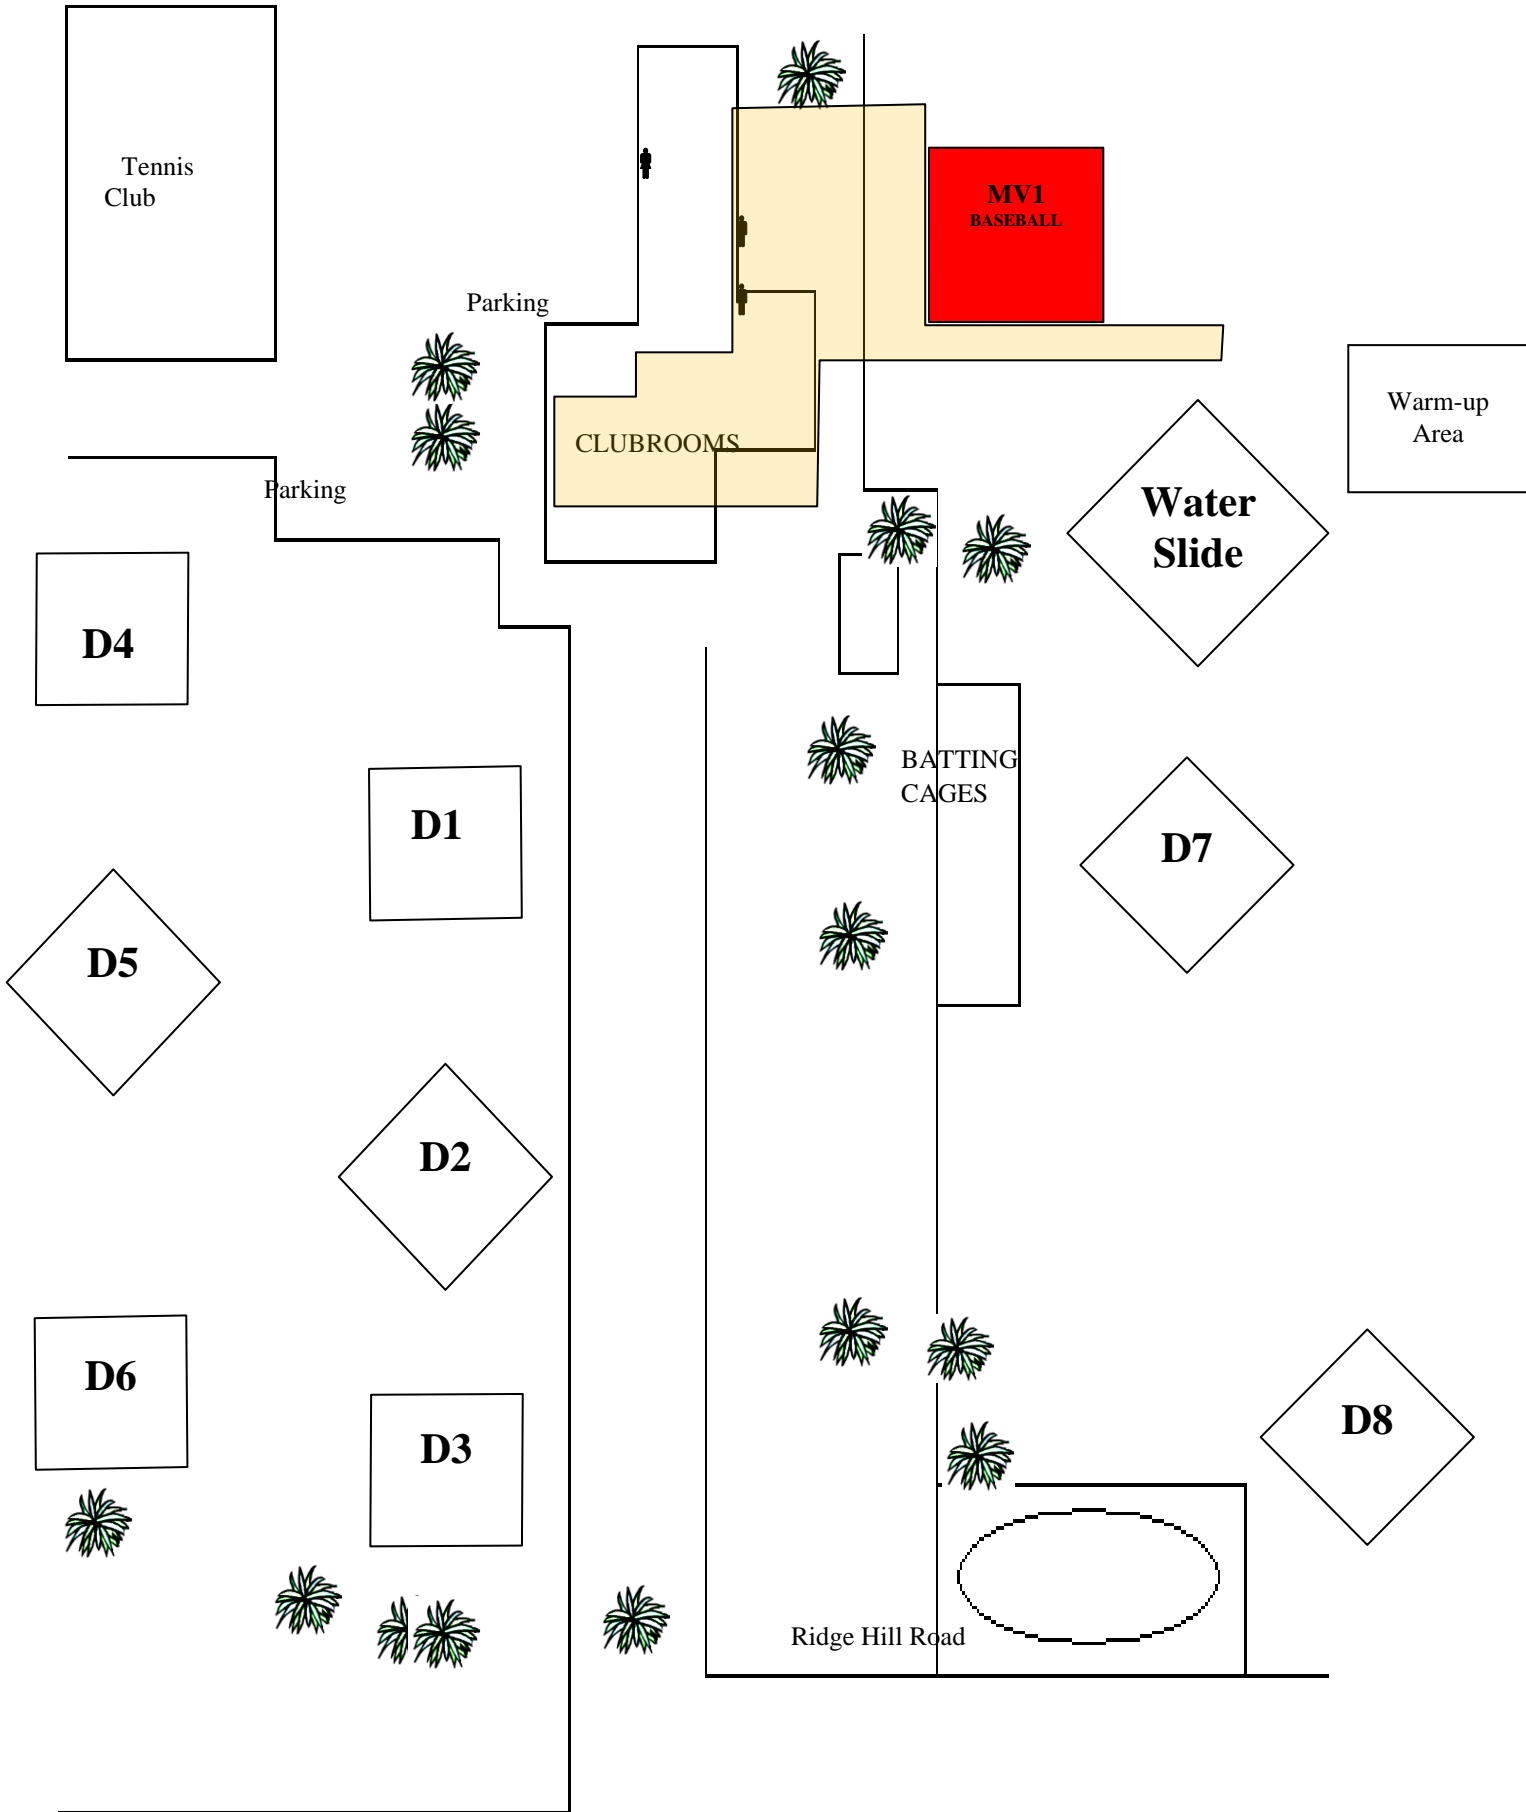 Tennis
Club
MV1
BASEBALL
Parking
Warm-up
Area
CLUBROOMS
Parking
Water
Slide
D4
BATTING
CAGES
D1
D7
D5
D2
D6
D3
D8
Ridge Hill Road